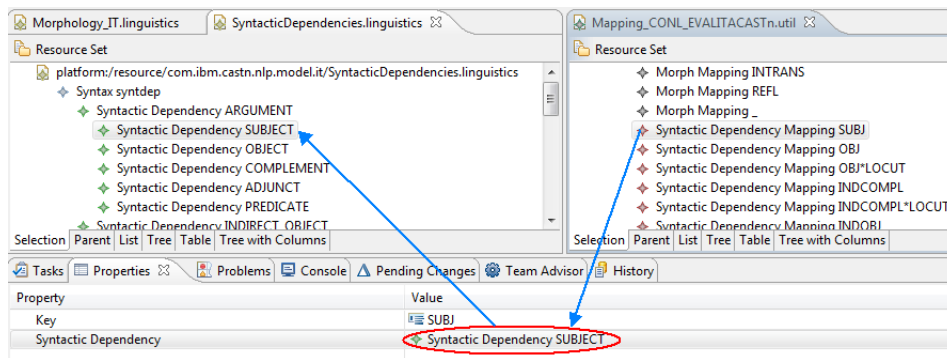 Morphology_IT.linguistics
SyntacticDependencies.linguistics
Resource Set
platform:/resource/com.ibm.castn.nlp.model.it/SyntacticDependencies.linguistics
Syntax syntdep
Syntactic Dependency ARGUMENT
Syntactic Dependency SUBJECT
Syntactic Dependency OBJECT
Syntactic Dependency COMPLEMENT
Syntactic Dependency ADJUNCT
Syntactic Dependency PREDICATE
Syntactic Dependency INDIRECT_OBJECT
Selection Parent List Tree Table Tree with Columns
Mapping_CONL_EVALITACASTn.util
Resource Set
Morph Mapping INTRANS
Morph Mapping REFL
Morph Mapping _
Syntactic Dependency Mapping SUBJ
Syntactic Dependency Mapping OBJ
Syntactic Dependency Mapping OBJ*LOCUT
Syntactic Dependency Mapping INDCOMPL
Syntactic Dependency Mapping INDCOMPL*LOCUT
Syntactic Dependency Mapping INDOBJ
Selection Parent List Tree Table Tree with Columns
Tasks Properties Problems Console Pending Changes Team Advisor History
Property Value
Key SUBJ
Syntactic Dependency Syntactic Dependency SUBJECT